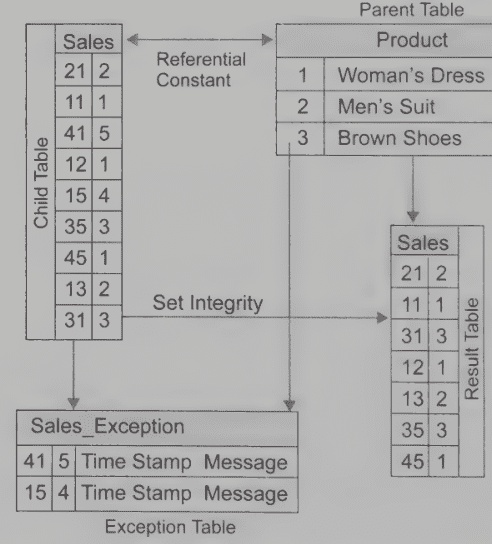 Parent Table
Sales
Referential
Constant
Product
1 Woman's Dress
2 Men's Suit
3 Brown Shoes
Child Table
21 2
11 1
41 5
12 1
15 4
35 3
45 1
13 2
31 3
Set Integrity
Sales
21 2
11 1
31 3
12 1
13 2
35 3
45 1
Result Table
Sales_Exception
41 5 Time Stamp Message
15 4 Time Stamp Message
Exception Table